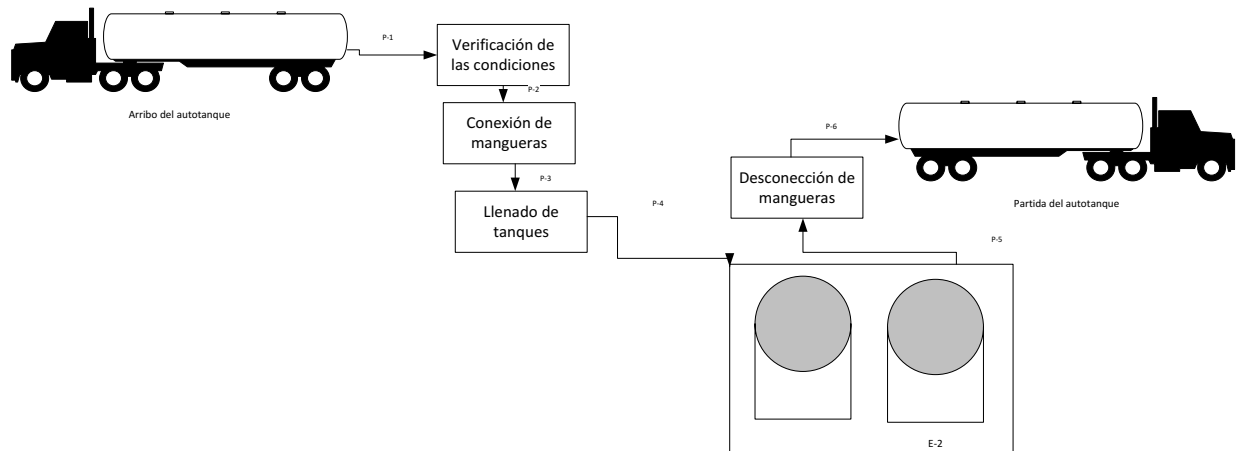 P-1
Verificación de
las condiciones
Arribo del autotanque
P-2
Conexión de
mangueras
P-3
Llenado de
tanques
P-4
Desconección de
mangueras
P-6
Partida del autotanque
P-5
E-2